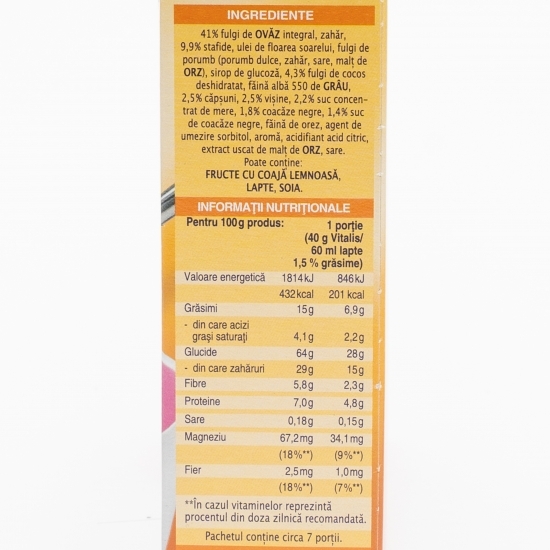 INGREDIENTE
41% fulgi de OVĂZ integral, zahăr,
9,9% stafide, ulei de floarea soarelui, fulgi de
porumb (porumb dulce, zahăr, sare, malț de
ORZ), sirop de glucoză, 4,3% fulgi de cocos
deshidratat, făină albă 550 de GRÂU,
2,5% căpșuni, 2,5% vișine, 2,2% suc concen-
trat de mere, 1,8% coacăze negre, 1,4% suc
de coacăze negre, făină de orez, agent de
umezire sorbitol, aromă, acidifiant acid citric,
extract uscat de malț de ORZ, sare.
Poate conține:
FRUCTE CU COAJĂ LEMNOASĂ,
LAPTE, SOIA.
INFORMAȚII NUTRIȚIONALE
Pentru 100g produs: 1 porție
(40 g Vitalis/
60 ml lapte
1,5 % grăsime)
Valoare energetică 1814kJ 846kJ
432kcal 201 kcal
Grăsimi 15g 6,9g
- din care acizi
grași saturați 4,1g 2,2g
Glucide 64g 28g
- din care zahăruri 29g 15g
Fibre 5,8g 2,3g
Proteine 7,0g 4,8g
Sare 0,18g 0,15g
Magneziu 67,2mg 34,1mg
(18%**) (9%**)
Fier 2,5mg 1,0mg
(18%**) (7%**)
**În cazul vitaminelor reprezintă
procentul din doza zilnică recomandată.
Pachetul conține circa 7 porții.